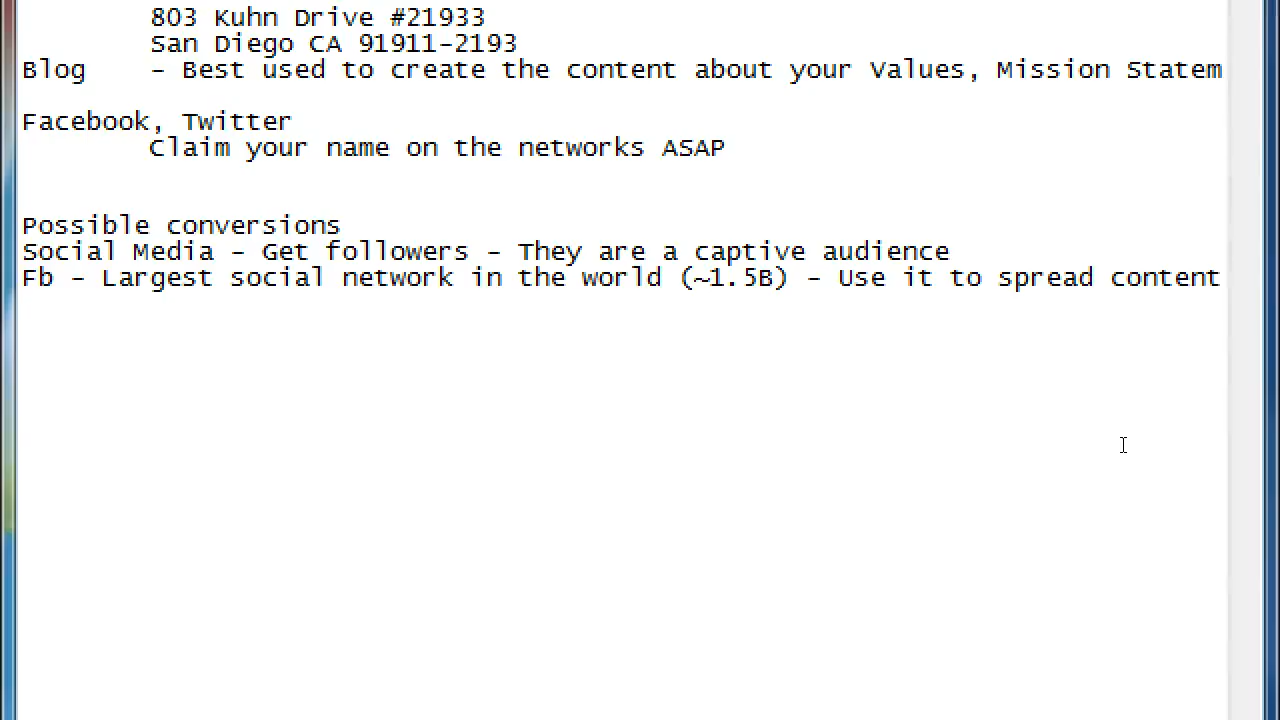 803 Kuhn Drive #21933
San Diego CA 91911-2193
Blog - Best used to create the content about your Values, Mission Statem
Facebook, Twitter
Claim your name on the networks ASAP
Possible conversions
Social Media - Get followers - They are a captive audience
Fb - Largest social network in the world (~1.5B) - Use it to spread content